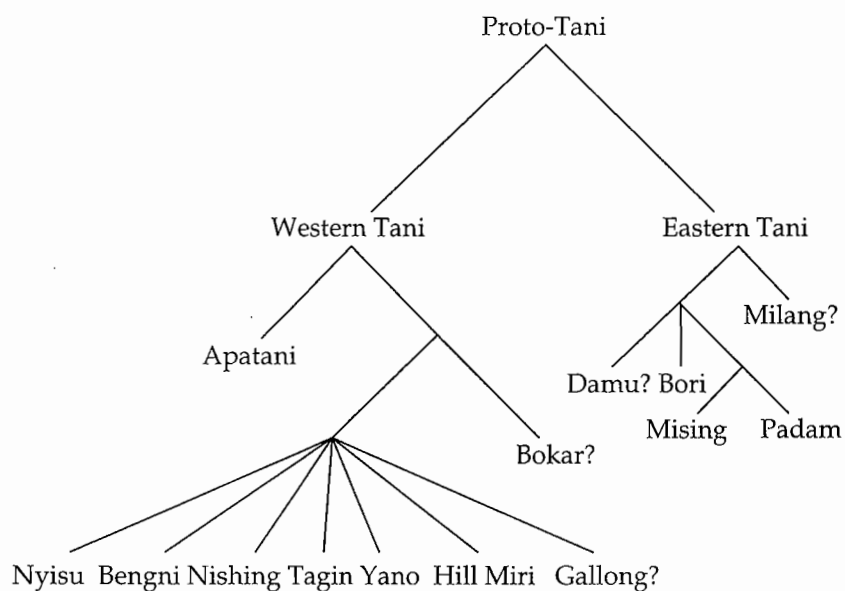 Proto-Tani
Western Tani Eastern Tani
Milang?
Apatani
Damu? Bori
Mising Padam
Bokar?
Nyisu Bengni Nishing Tagin Yano Hill Miri Gallong?